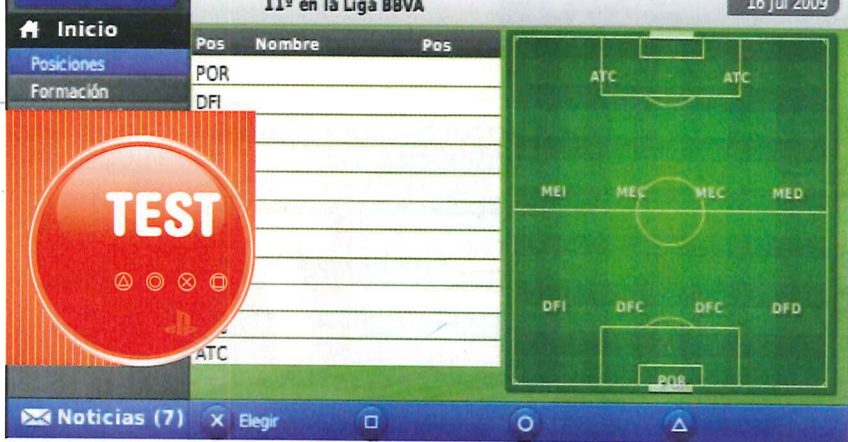 11º en la Liga BBVA
16 Jul 2009
Inicio
Posiciones
Formación
Pos Nombre Pos
POR
DFI
ATC
TEST
ATC ATC
MEI MEC MEC MED
DFI DFC DFC DFD
POR
Noticias (7)
X Elegir